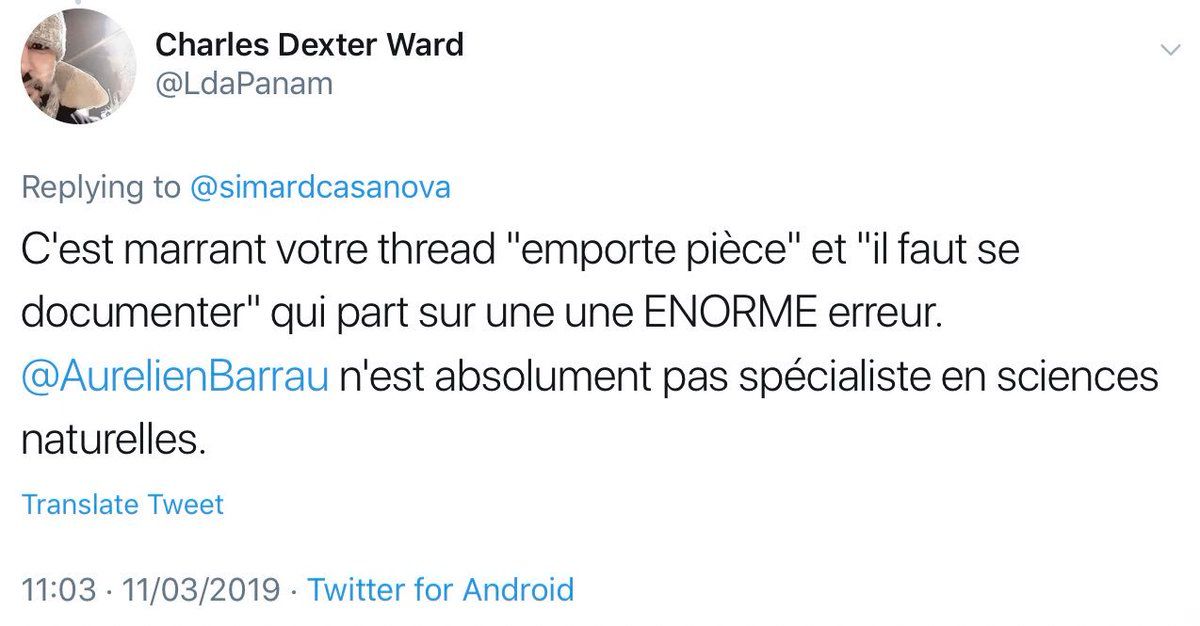 Charles Dexter Ward
@LdaPanam
Replying to @simardcasanova
C'est marrant votre thread "emporte pièce" et "il faut se
documenter" qui part sur une une ENORME erreur.
@AurelienBarrau n'est absolument pas spécialiste en sciences
naturelles.
Translate Tweet
11:03 · 11/03/2019 · Twitter for Android